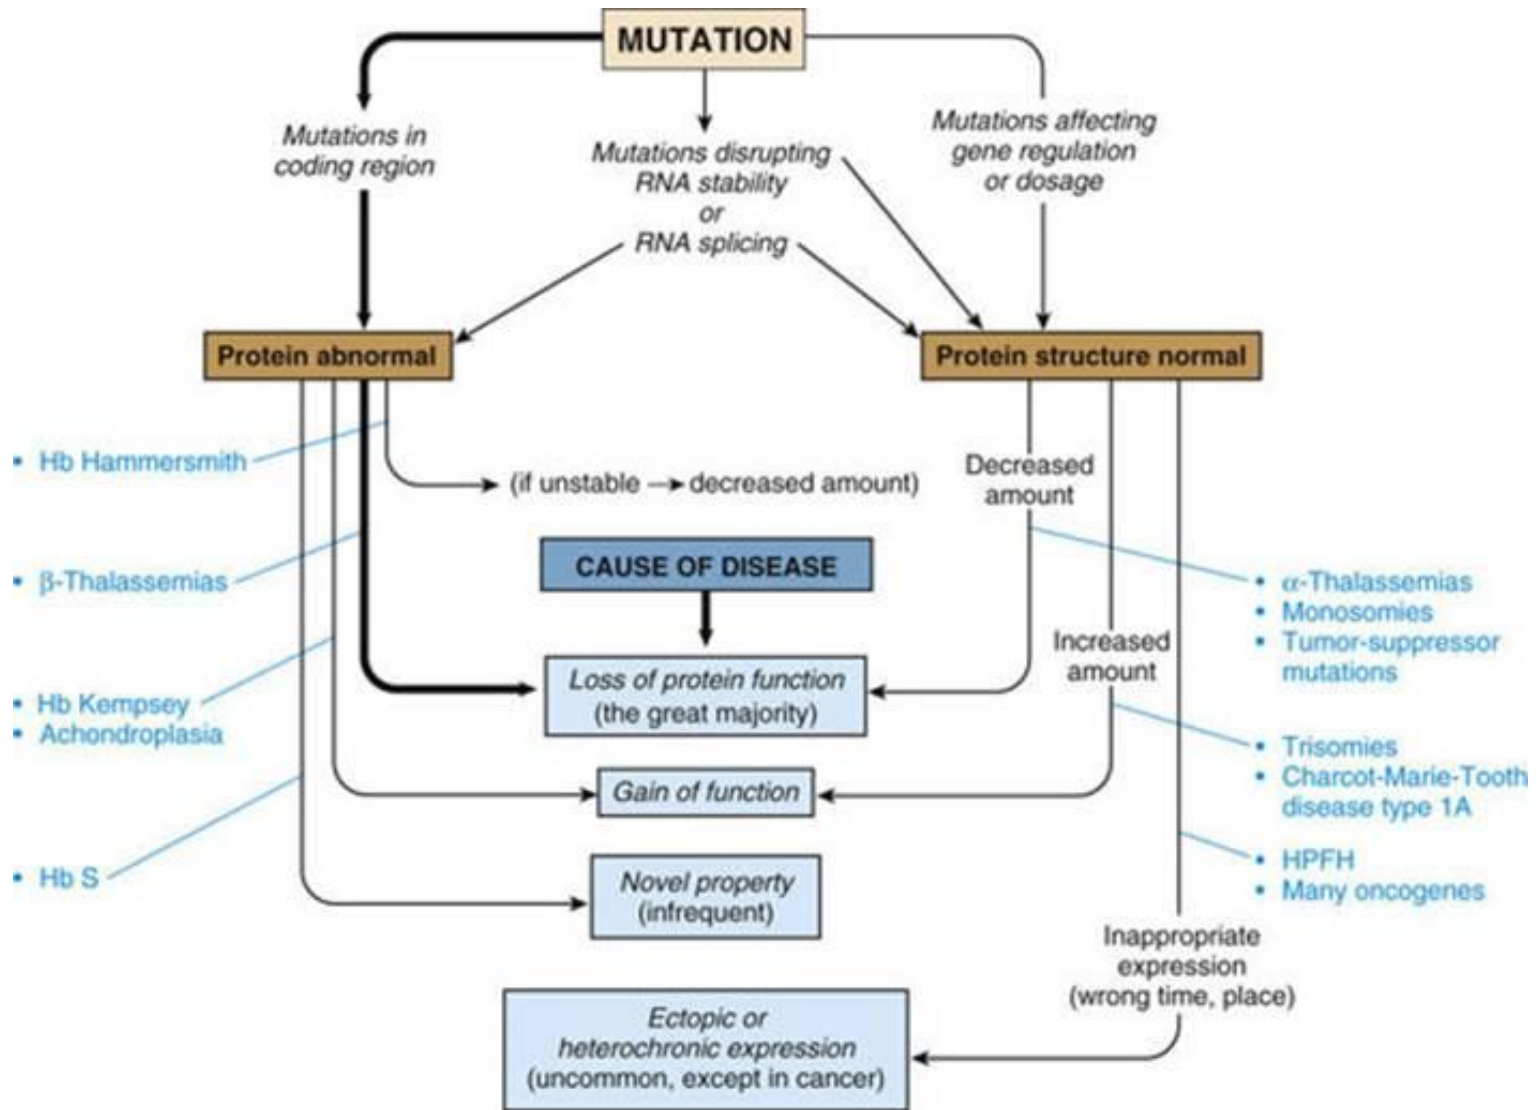 MUTATION
Mutations in
coding region
Mutations disrupting
RNA stability
or
RNA splicing
Mutations affecting
gene regulation
or dosage
Protein abnormal
Protein structure normal
• Hb Hammersmith
(if unstable → decreased amount)
Decreased
amount
CAUSE OF DISEASE
• β-Thalassemias
• α-Thalassemias
• Monosomies
• Tumor-suppressor
mutations
Increased
amount
Loss of protein function
(the great majority)
• Hb Kempsey
• Achondroplasia
• Trisomies
• Charcot-Marie-Tooth
disease type 1A
Gain of function
• HPFH
• Many oncogenes
• Hb S
Novel property
(infrequent)
Inappropriate
expression
(wrong time, place)
Ectopic or
heterochronic expression
(uncommon, except in cancer)